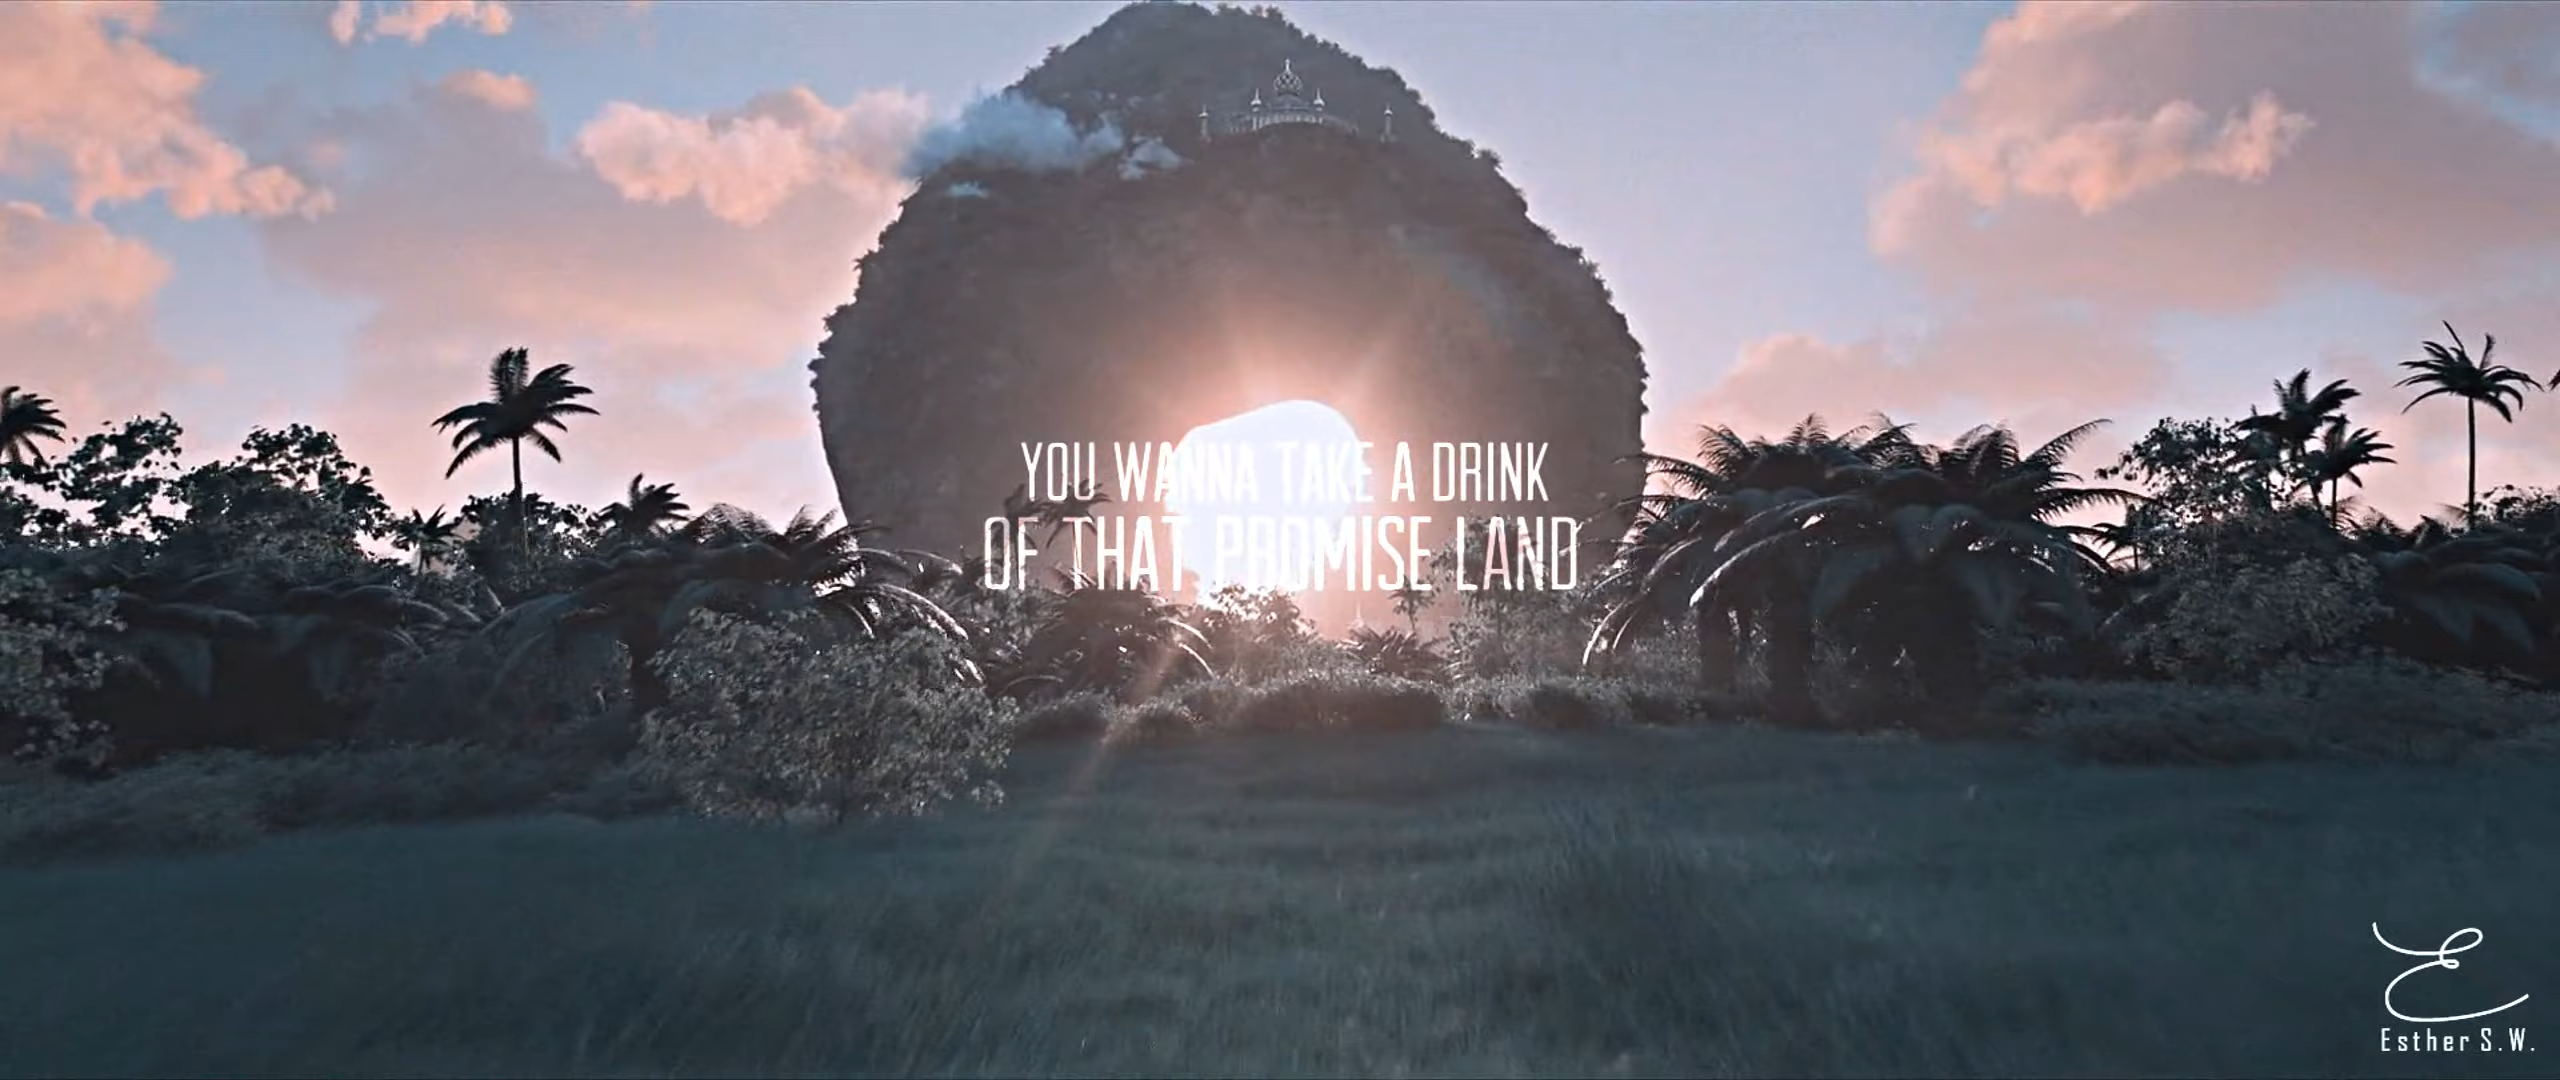 YOU WANNA TAKE A DRINK
OF THAT PROMISE LAND
E
Esther S.W.